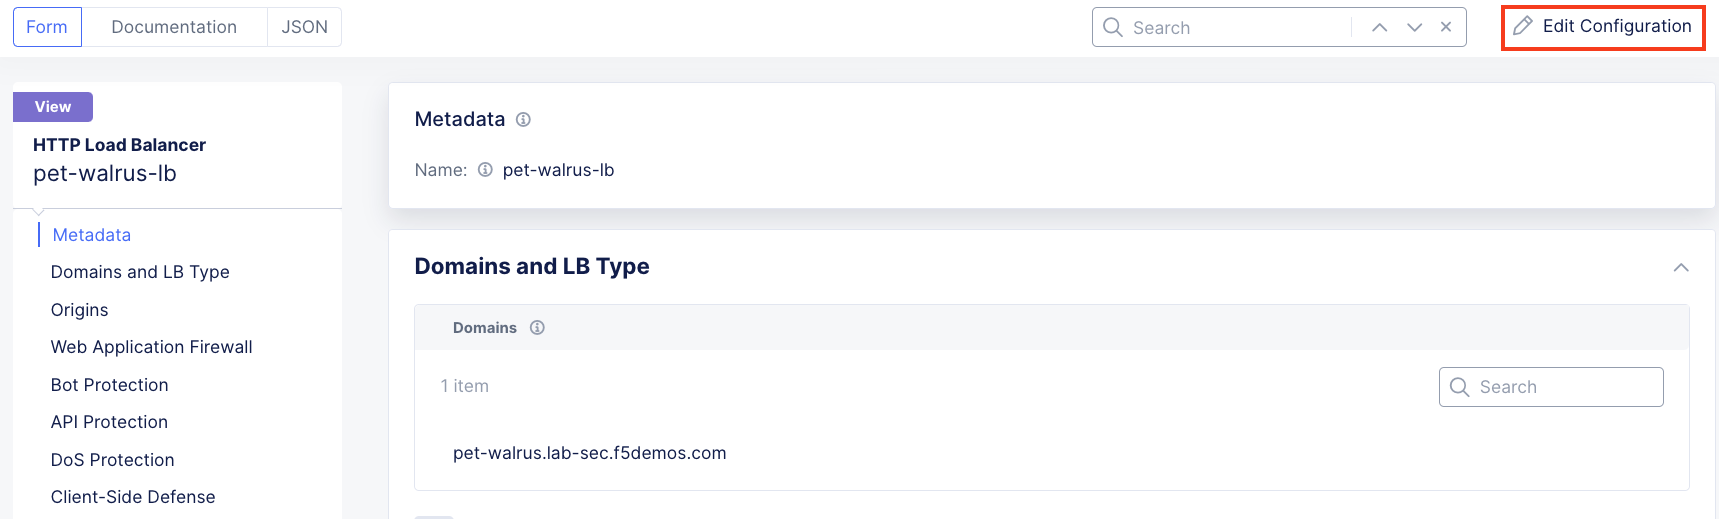 Form Documentation JSON Search Edit Configuration
View
HTTP Load Balancer
pet-walrus-lb
Metadata
Domains and LB Type
Origins
Web Application Firewall
Bot Protection
API Protection
DoS Protection
Client-Side Defense
Metadata
Name: pet-walrus-lb
Domains and LB Type
Domains
1 item Search
pet-walrus.lab-sec.f5demos.com